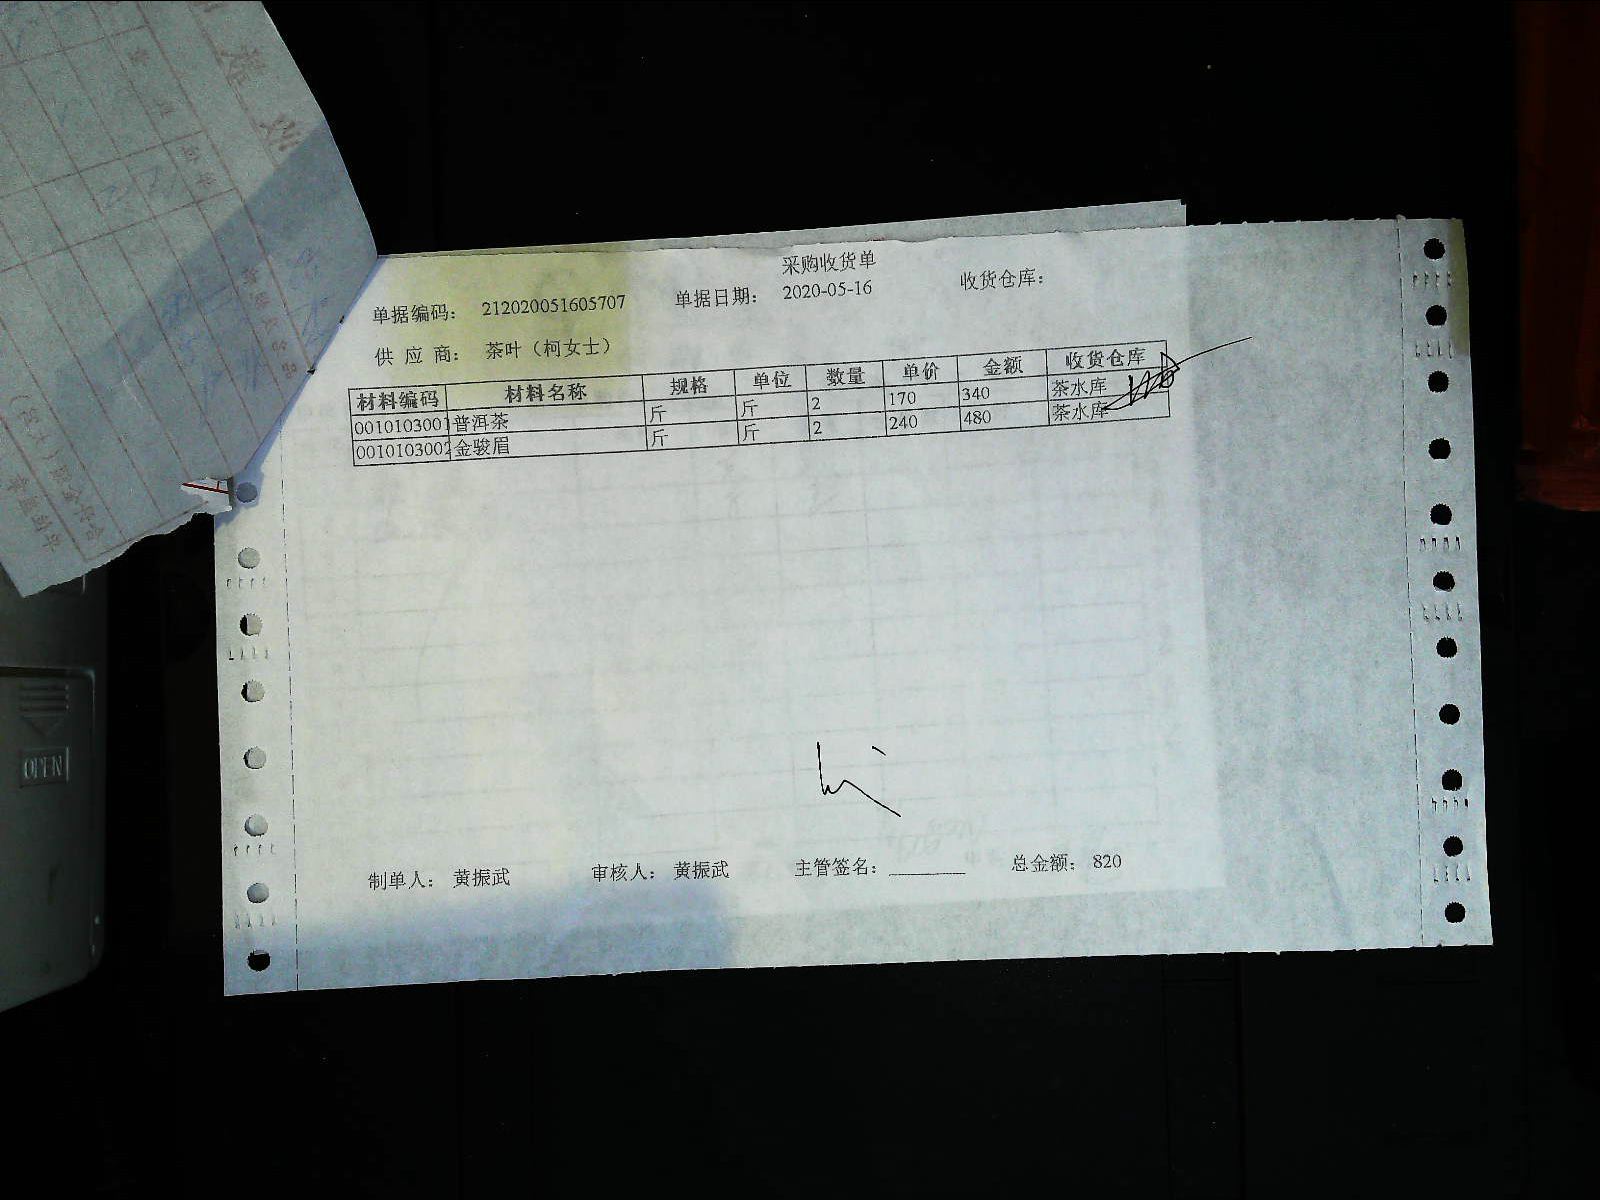 采购收货单
单据编码： 212020051605707 单据日期： 2020-05-16 收货仓库：
供 应 商： 茶叶（柯女士）
材料编码 材料名称 规格 单位 数量 单价 金额 收货仓库
0010103001 普洱茶 斤 斤 2 170 340 茶水库
0010103002 金骏眉 斤 斤 2 240 480 茶水库
制单人： 黄振武 审核人： 黄振武 主管签名： 总金额： 820
OPEN